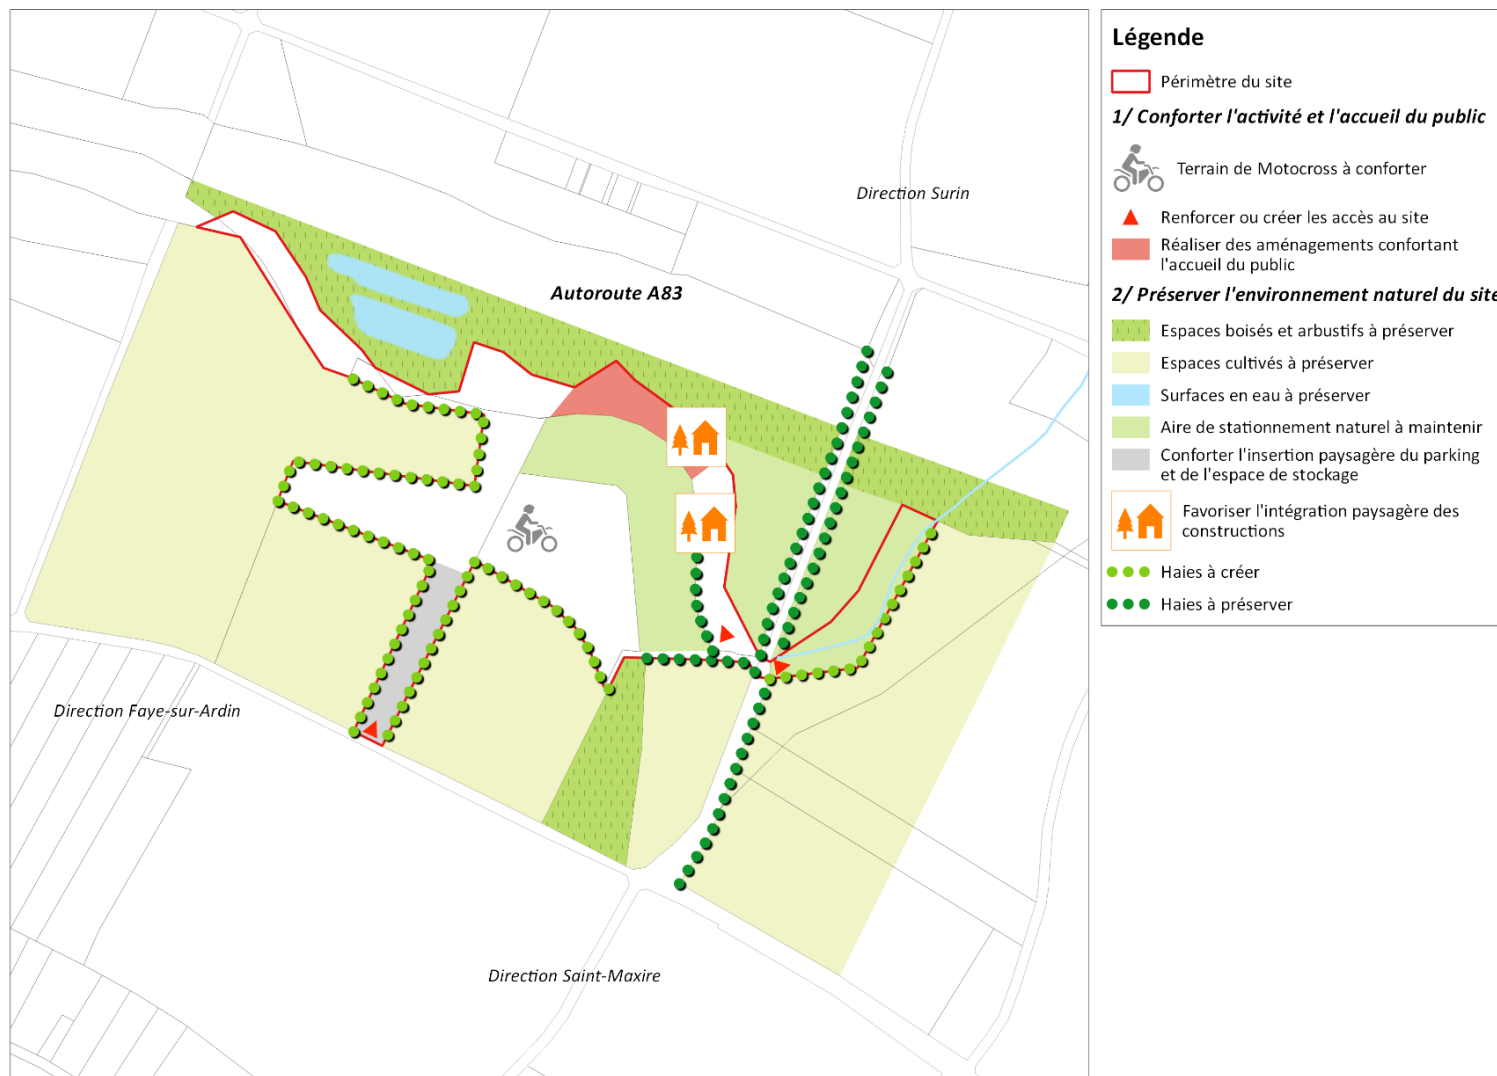 Direction Surin
Autoroute A83
Direction Faye-sur-Ardin
Direction Saint-Maxire
Légende
Périmètre du site
1/ Conforter l'activité et l'accueil du public
Terrain de Motocross à conforter
Renforcer ou créer les accès au site
Réaliser des aménagements confortant
l'accueil du public
2/ Préserver l'environnement naturel du site
Espaces boisés et arbustifs à préserver
Espaces cultivés à préserver
Surfaces en eau à préserver
Aire de stationnement naturel à maintenir
Conforter l'insertion paysagère du parking
et de l'espace de stockage
Favoriser l'intégration paysagère des
constructions
Haies à créer
Haies à préserver